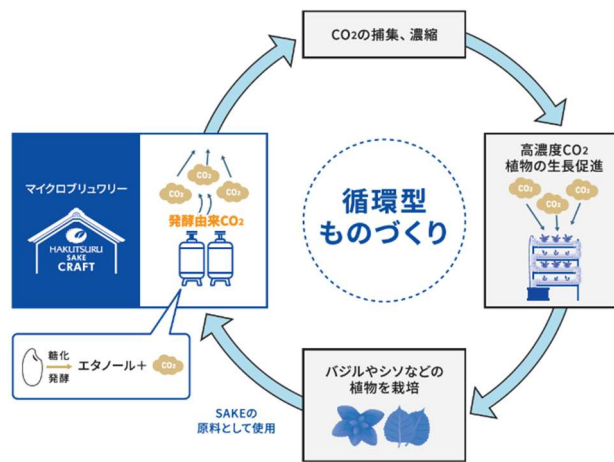 CO2の捕集、濃縮
マイクロブリュワリー
HAKUTSURU
SAKE
CRAFT
CO2
CO2
CO2
発酵由来CO2
循環型
ものづくり
高濃度CO2
植物の生長促進
CO2
CO2
CO2
糖化
発酵
エタノール＋
CO2
SAKEの
原料として使用
バジルやシソなどの
植物を栽培